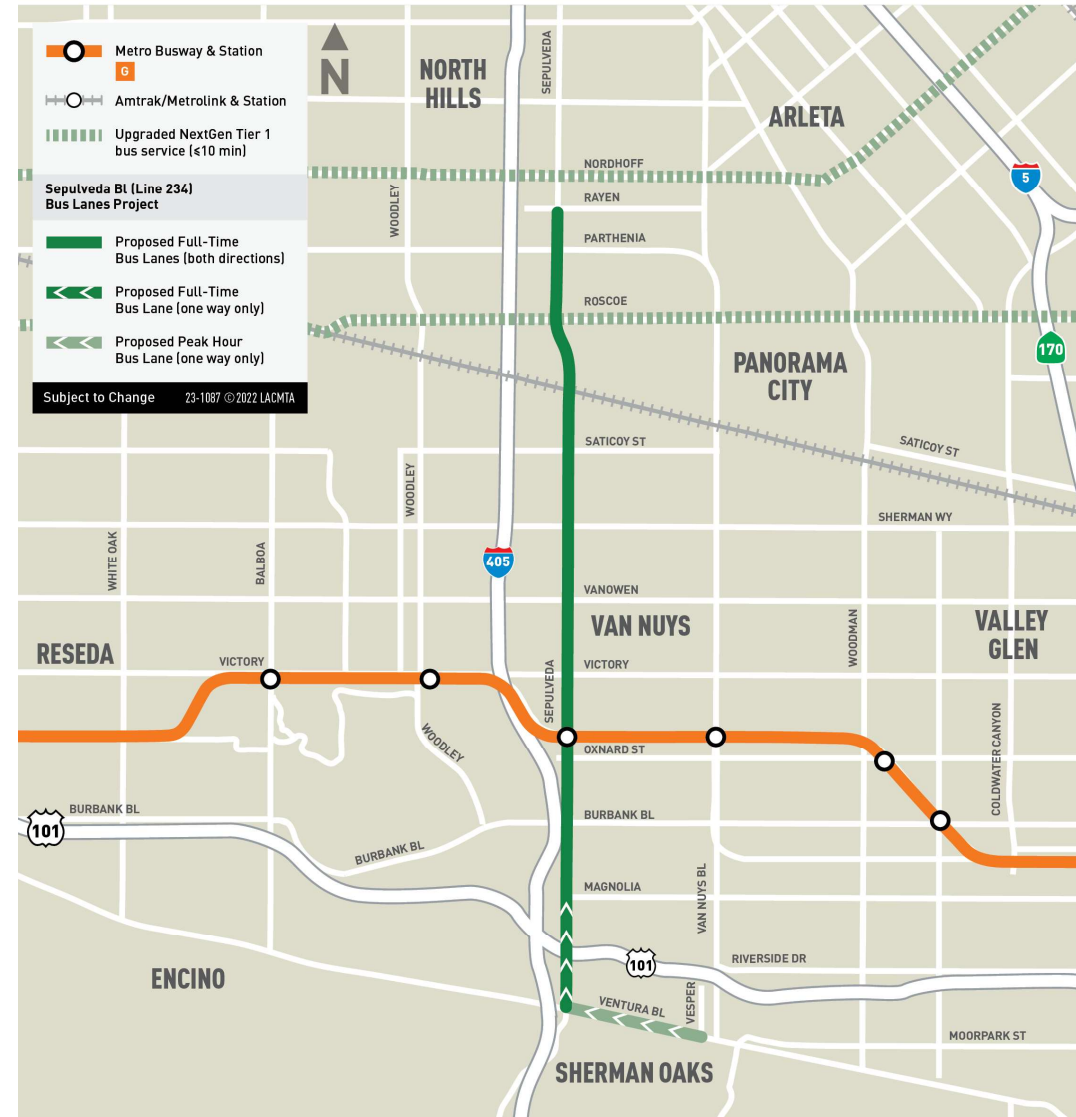 Metro Busway & Station
G
Amtrak/Metrolink & Station
Upgraded NextGen Tier 1
bus service (≤10 min)
Sepulveda Bl (Line 234)
Bus Lanes Project
Proposed Full-Time
Bus Lanes (both directions)
Proposed Full-Time
Bus Lane (one way only)
Proposed Peak Hour
Bus Lane (one way only)
Subject to Change 23-1087 ©2022 LACMTA
N
NORTH
HILLS
SEPULVEDA
ARLETA
NORDHOFF
5
WOODLEY
RAYEN
PARTHENIA
ROSCOE
170
PANORAMA
CITY
SATICOY ST
SATICOY ST
WOODLEY
SHERMAN WY
WHITE OAK
BALBOA
405
VANOWEN
VAN NUYS
WOODMAN
VALLEY
GLEN
RESEDA
VICTORY
VICTORY
SEPULVEDA
WOODLEY
OXNARD ST
COLDWATER CANYON
BURBANK BL
101
BURBANK BL
BURBANK BL
MAGNOLIA
VAN NUYS BL
RIVERSIDE DR
101
ENCINO
VENTURA BL
VESPER
MOORPARK ST
SHERMAN OAKS